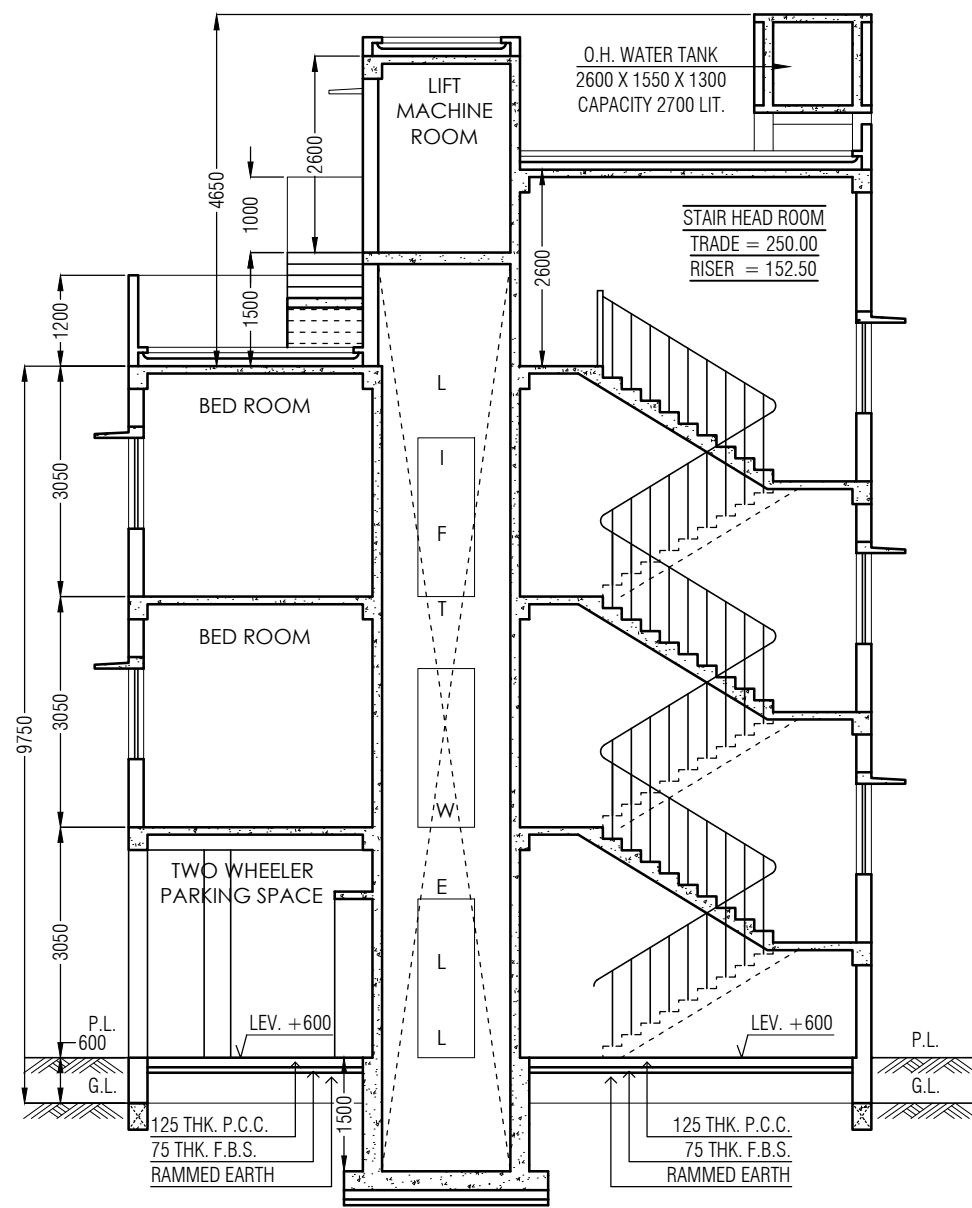 4650
O.H. WATER TANK
2600 X 1550 X 1300
CAPACITY 2700 LIT.
LIFT
MACHINE
ROOM
2600
1000
STAIR HEAD ROOM
TRADE = 250.00
RISER = 152.50
2600
1500
1200
BED ROOM
3050
BED ROOM
3050
9750
L
I
F
T
W
E
L
L
TWO WHEELER
PARKING SPACE
3050
P.L.
600
LEV. +600
LEV. +600
P.L.
G.L.
G.L.
1500
125 THK. P.C.C.
75 THK. F.B.S.
RAMMED EARTH
125 THK. P.C.C.
75 THK. F.B.S.
RAMMED EARTH